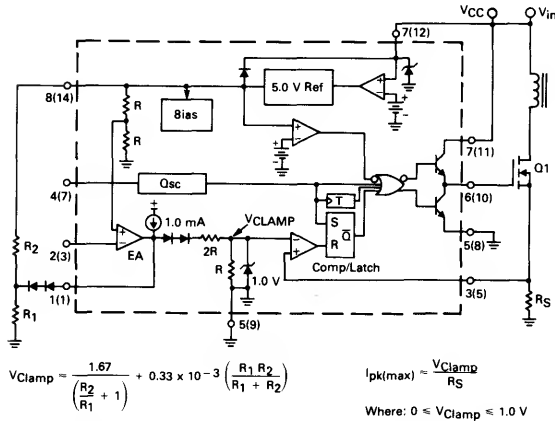 VCC Vin
7(12)
8(14)
R
8ias
5.0 V Ref
R
7(11)
Q1
4(7)
Osc
T
6(10)
1.0 mA
VCLAMP
S
Q
R
R2
2(3)
EA
2R
R
1.0 V
Comp/Latch
5(8)
1(1)
3(5)
R1
5(9)
RS
VClamp = 1.67 / (R2/R1 + 1) + 0.33 x 10-3 (R1 R2 / R1 + R2)
Ipk(max) ≈ VClamp / RS
Where: 0 ≤ VClamp ≤ 1.0 V